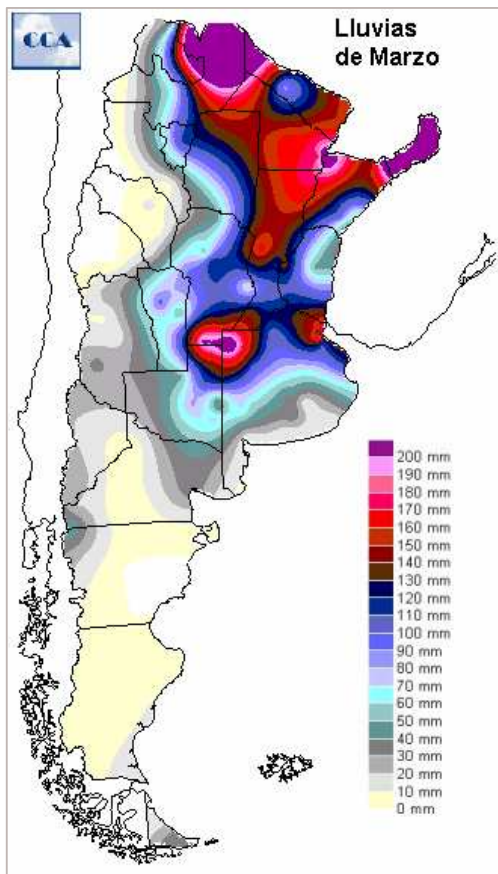 CCA
Lluvias
de Marzo
200 mm
190 mm
180 mm
170 mm
160 mm
150 mm
140 mm
130 mm
120 mm
110 mm
100 mm
90 mm
80 mm
70 mm
60 mm
50 mm
40 mm
30 mm
20 mm
10 mm
0 mm